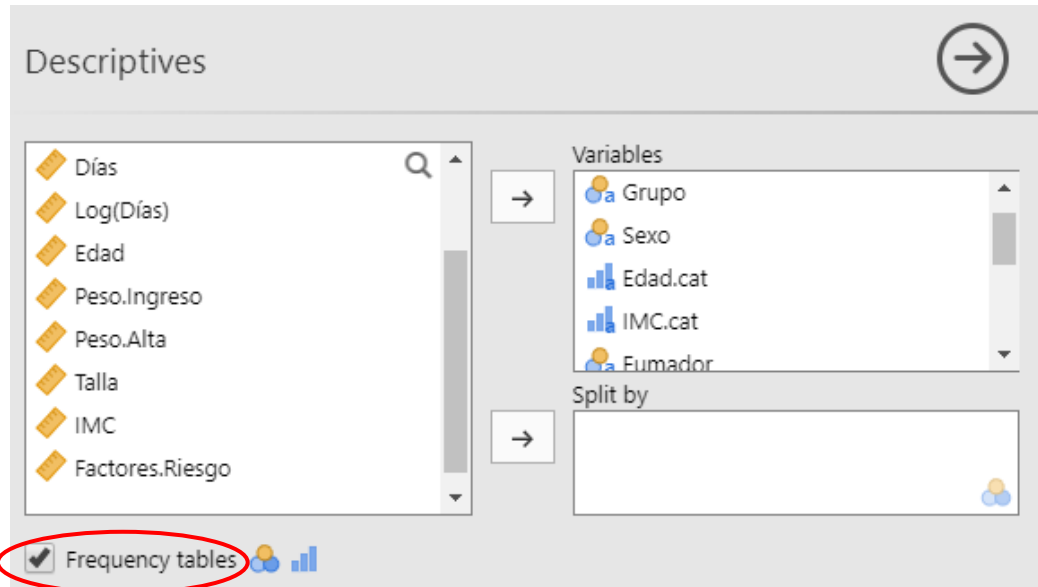 Descriptives
Días
Log(Días)
Edad
Peso.Ingreso
Peso.Alta
Talla
IMC
Factores.Riesgo
Variables
a Grupo
a Sexo
a Edad.cat
a IMC.cat
a Fumador
Split by
Frequency tables